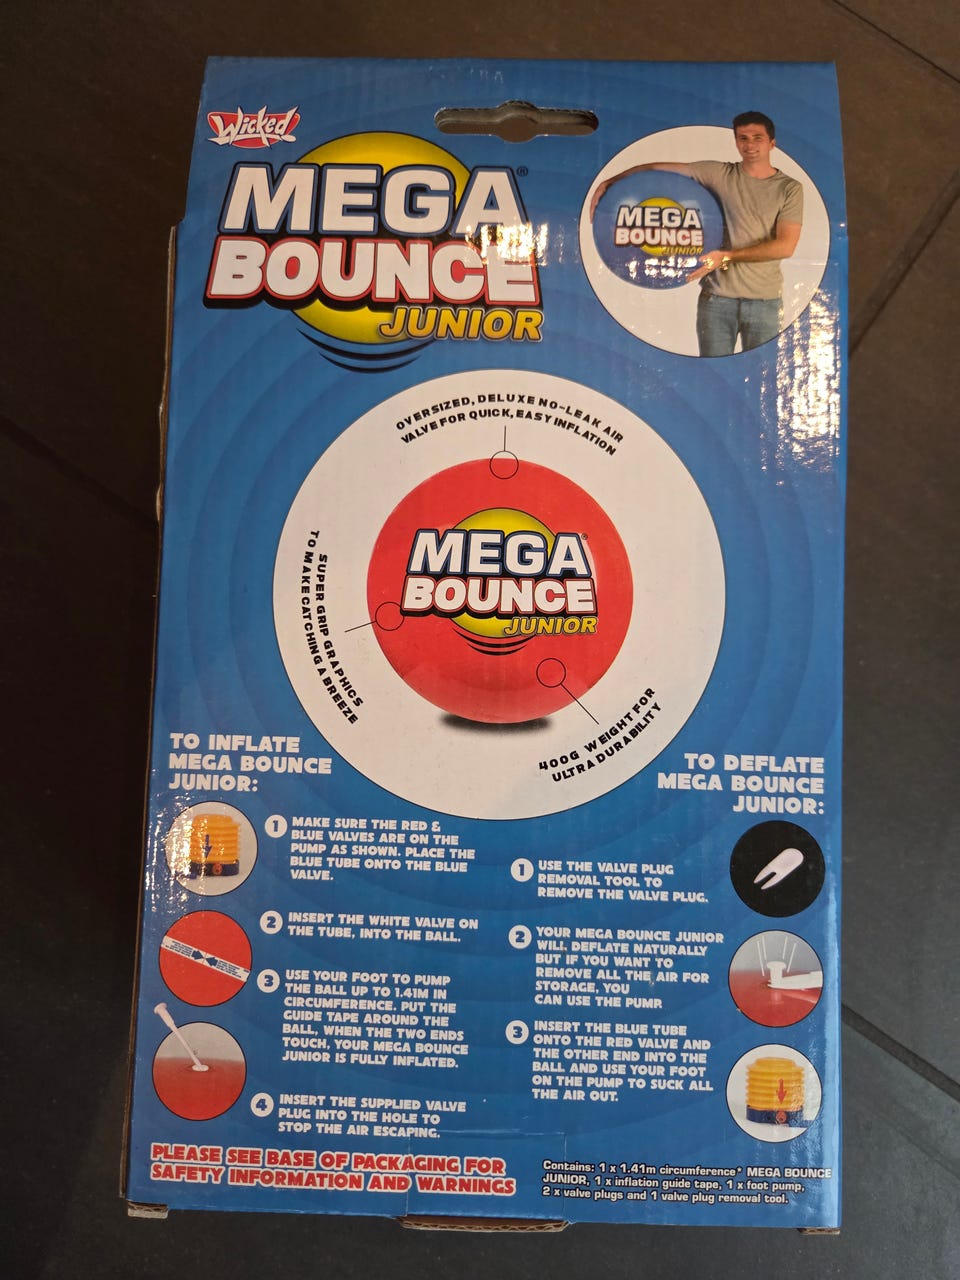 Wicked
MEGA®
BOUNCE
JUNIOR
MEGA
BOUNCE
JUNIOR
OVERSIZED, DELUXE NO-LEAK AIR
VALVE FOR QUICK, EASY INFLATION
MEGA®
BOUNCE
JUNIOR
SUPER GRIP GRAPHICS
TO MAKE CATCHING A BREEZE
400G WEIGHT FOR
ULTRA DURABILITY
TO INFLATE
MEGA BOUNCE
JUNIOR:
1 MAKE SURE THE RED &
BLUE VALVES ARE ON THE
PUMP AS SHOWN. PLACE THE
BLUE TUBE ONTO THE BLUE
VALVE.
2 INSERT THE WHITE VALVE ON
THE TUBE, INTO THE BALL.
3 USE YOUR FOOT TO PUMP
THE BALL UP TO 1.41M IN
CIRCUMFERENCE. PUT THE
GUIDE TAPE AROUND THE
BALL, WHEN THE TWO ENDS
TOUCH, YOUR MEGA BOUNCE
JUNIOR IS FULLY INFLATED.
4 INSERT THE SUPPLIED VALVE
PLUG INTO THE HOLE TO
STOP THE AIR ESCAPING.
TO DEFLATE
MEGA BOUNCE
JUNIOR:
1 USE THE VALVE PLUG
REMOVAL TOOL TO
REMOVE THE VALVE PLUG.
2 YOUR MEGA BOUNCE JUNIOR
WILL DEFLATE NATURALLY
BUT IF YOU WANT TO
REMOVE ALL THE AIR FOR
STORAGE, YOU
CAN USE THE PUMP.
3 INSERT THE BLUE TUBE
ONTO THE RED VALVE AND
THE OTHER END INTO THE
BALL AND USE YOUR FOOT
ON THE PUMP TO SUCK ALL
THE AIR OUT.
PLEASE SEE BASE OF PACKAGING FOR
SAFETY INFORMATION AND WARNINGS
Contains: 1 x 1.41m circumference* MEGA BOUNCE
JUNIOR, 1 x inflation guide tape, 1 x foot pump,
2 x valve plugs and 1 valve plug removal tool.